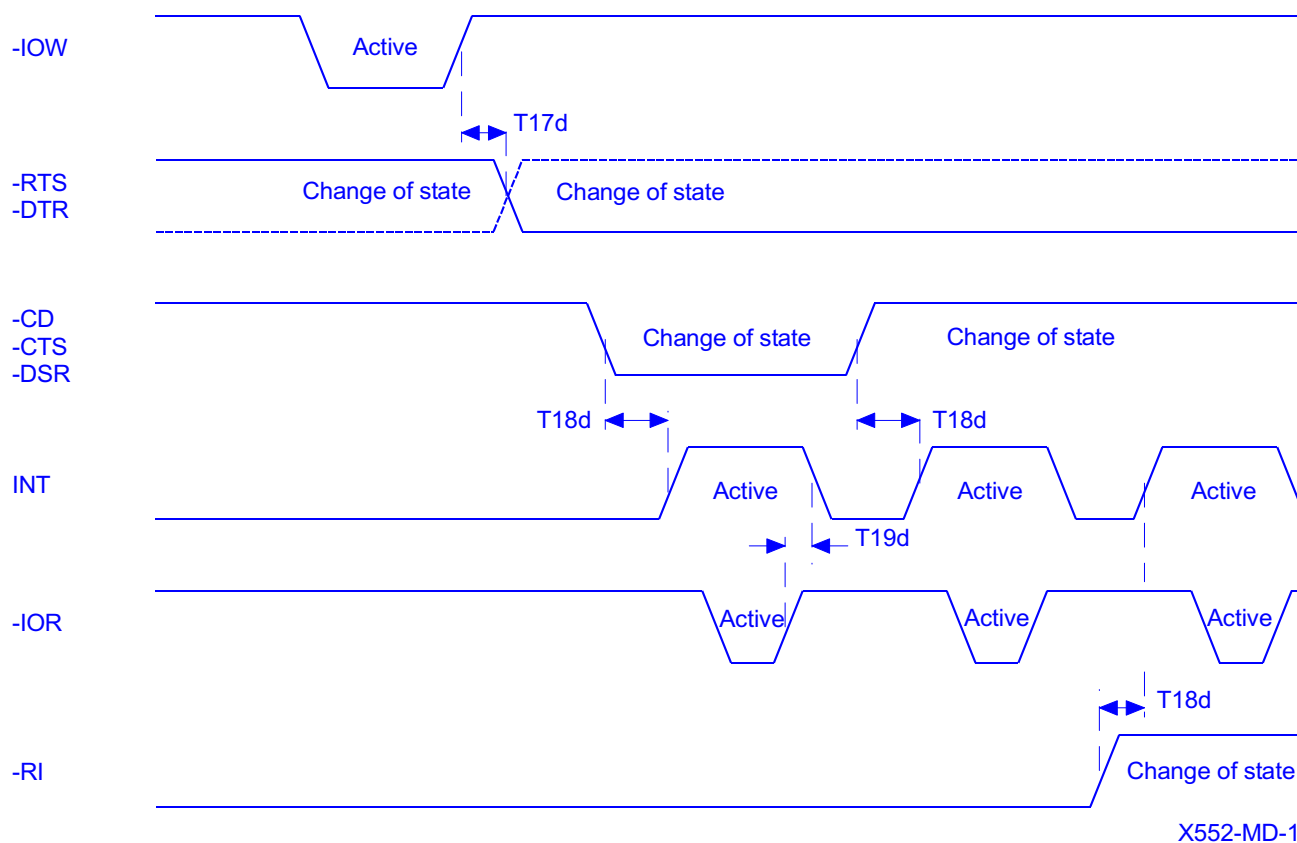 -IOW
Active
T17d
-RTS
-DTR
Change of state
Change of state
-CD
-CTS
-DSR
Change of state
Change of state
T18d
T18d
INT
Active
Active
Active
T19d
-IOR
Active
Active
Active
T18d
-RI
Change of state
X552-MD-1